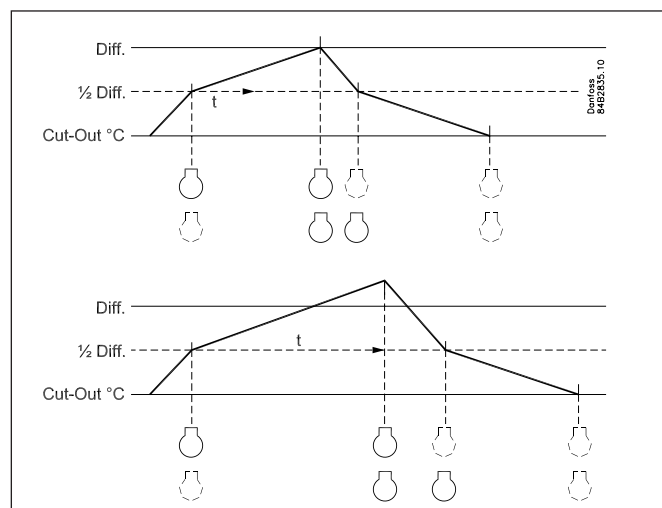 Diff.
½ Diff.
t
Cut-Out °C
Danfoss
84B2835.10
Diff.
½ Diff.
t
Cut-Out °C